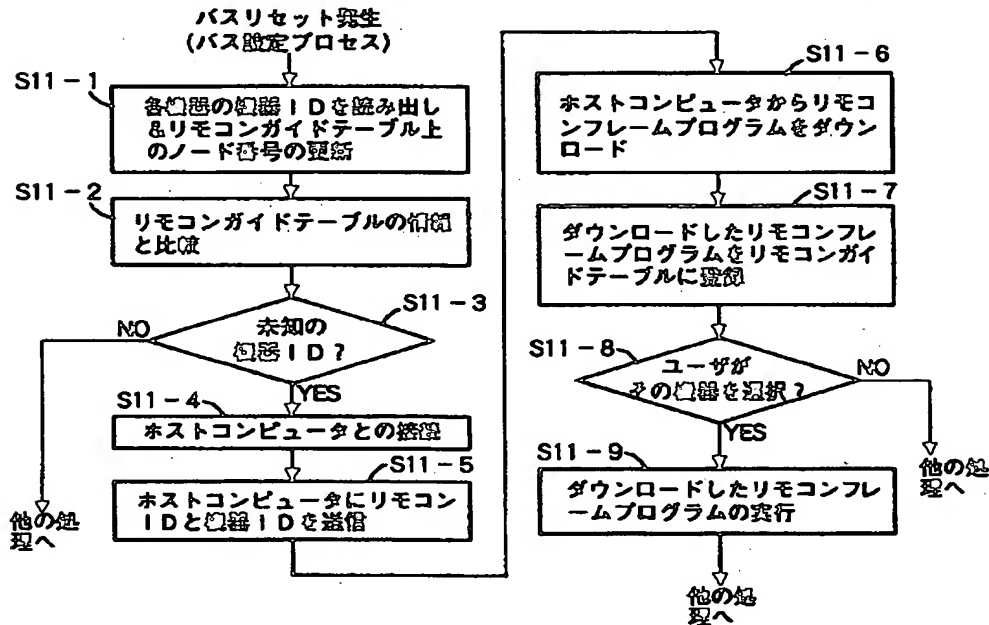 バスリセット発生
(バス設定プロセス)
S11-1
各機器の機器IDを読み出し
&リモコンガイドテーブル上
のノード番号の更新
S11-2
リモコンガイドテーブルの情報
と比較
S11-3
未知の
機器ID?
NO
YES
他の処
理へ
S11-4
ホストコンピュータとの接続
S11-5
ホストコンピュータにリモコン
IDと機器IDを送信
S11-6
ホストコンピュータからリモコ
ンフレームプログラムをダウン
ロード
S11-7
ダウンロードしたリモコンフレ
ームプログラムをリモコンガイ
ドテーブルに登録
S11-8
ユーザが
その機器を選択?
NO
YES
他の処
理へ
S11-9
ダウンロードしたリモコンフレ
ームプログラムの実行
他の処
理へ